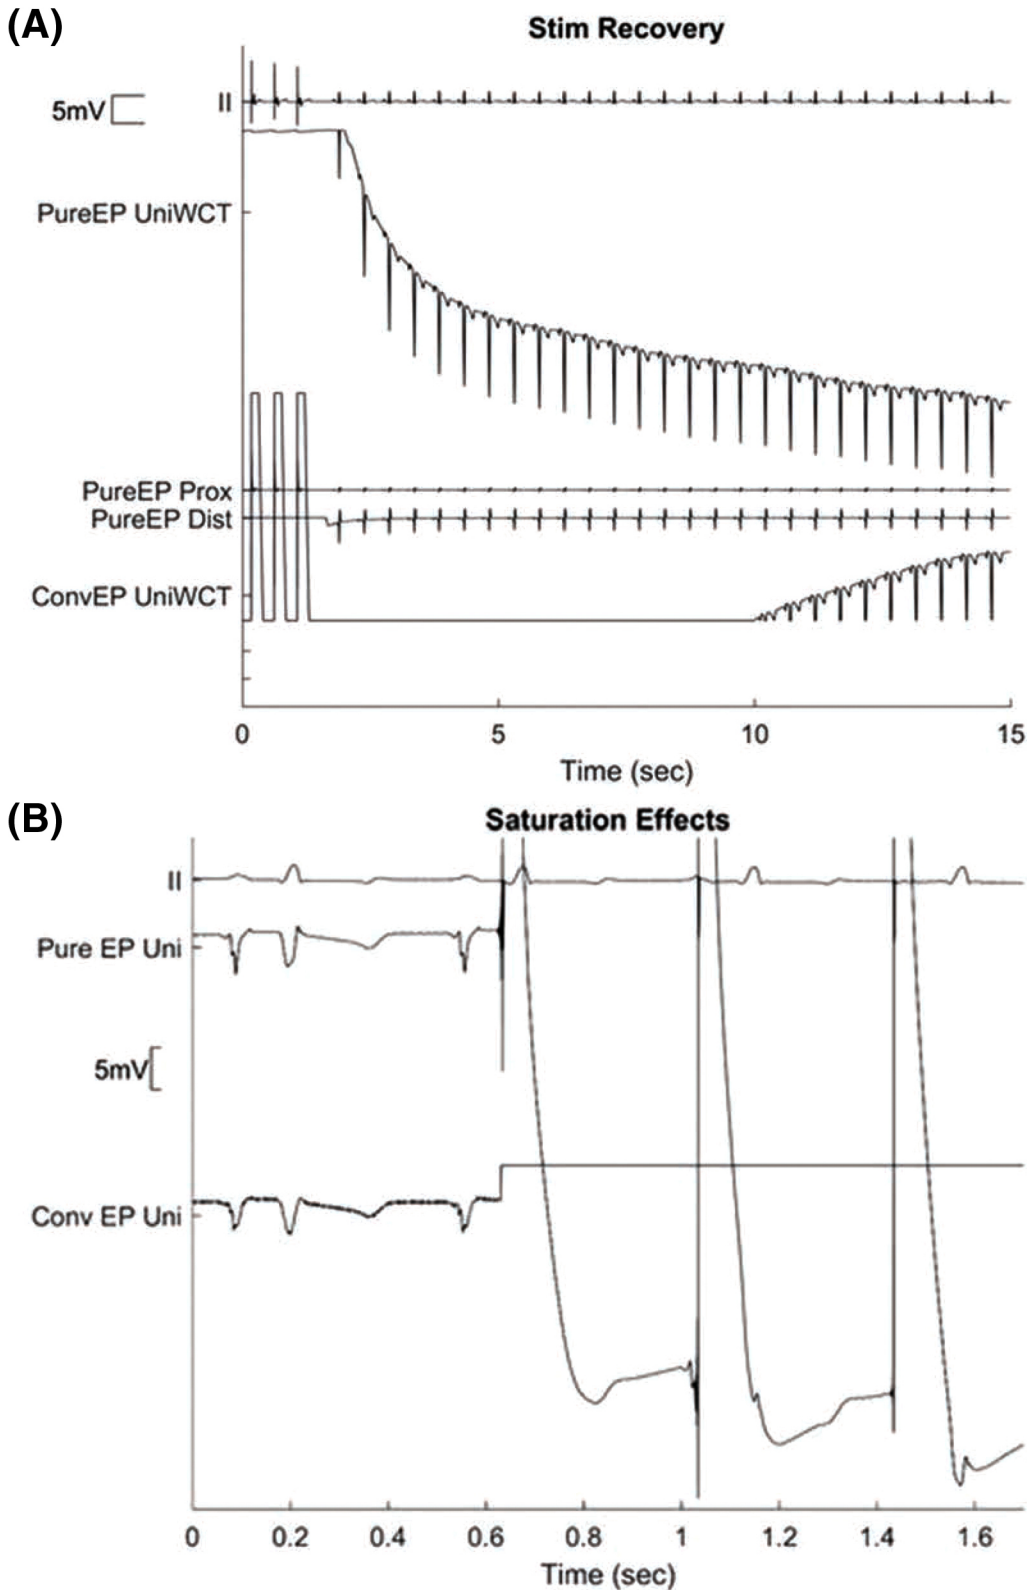 (A)
Stim Recovery
5mV
II
PureEP UniWCT
PureEP Prox
PureEP Dist
ConvEP UniWCT
0 5 10 15
Time (sec)
(B)
Saturation Effects
II
Pure EP Uni
5mV
Conv EP Uni
0 0.2 0.4 0.6 0.8 1 1.2 1.4 1.6
Time (sec)